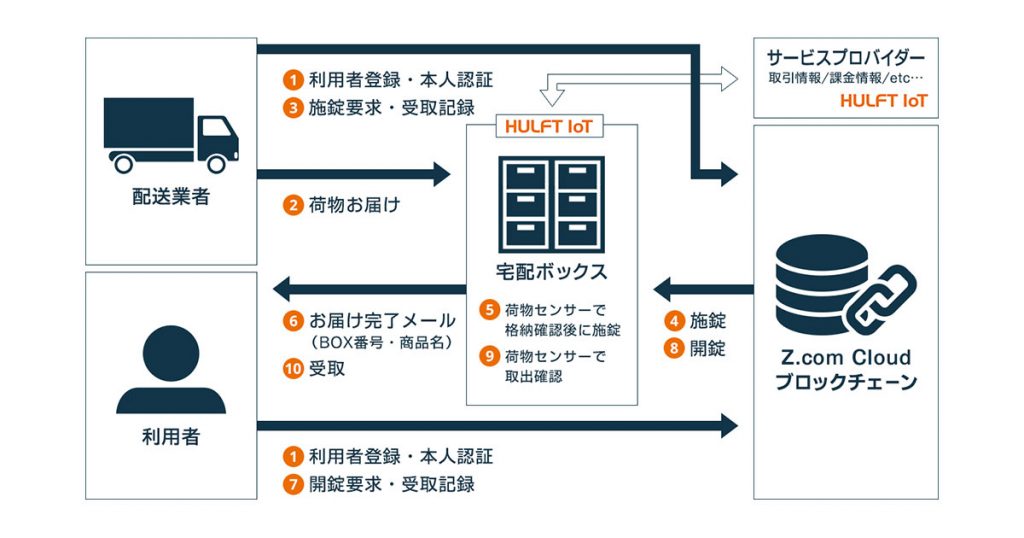 配送業者
① 利用者登録・本人認証
③ 施錠要求・受取記録
② 荷物お届け
サービスプロバイダー
取引情報/課金情報/etc…
HULFT IoT
HULFT IoT
宅配ボックス
⑤ 荷物センサーで
格納確認後に施錠
⑨ 荷物センサーで
取出確認
⑥ お届け完了メール
（BOX番号・商品名）
⑩ 受取
④ 施錠
⑧ 開錠
Z.com Cloud
ブロックチェーン
利用者
① 利用者登録・本人認証
⑦ 開錠要求・受取記録